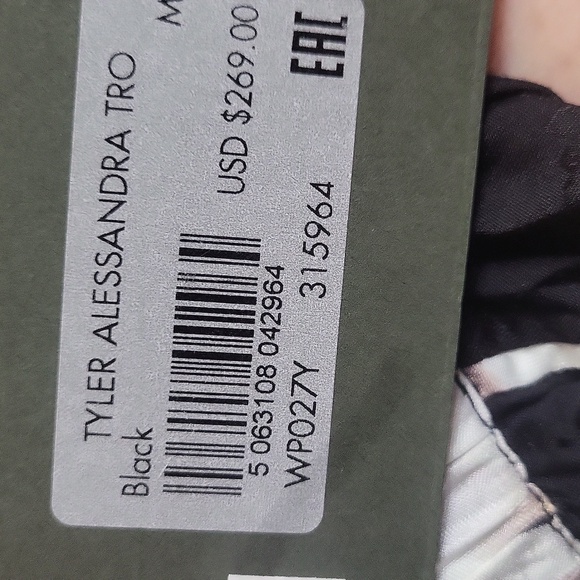 TYLER ALESSANDRA TRO
Black M
USD $269.00
5 063108 042964
WP027Y 315964
EAC